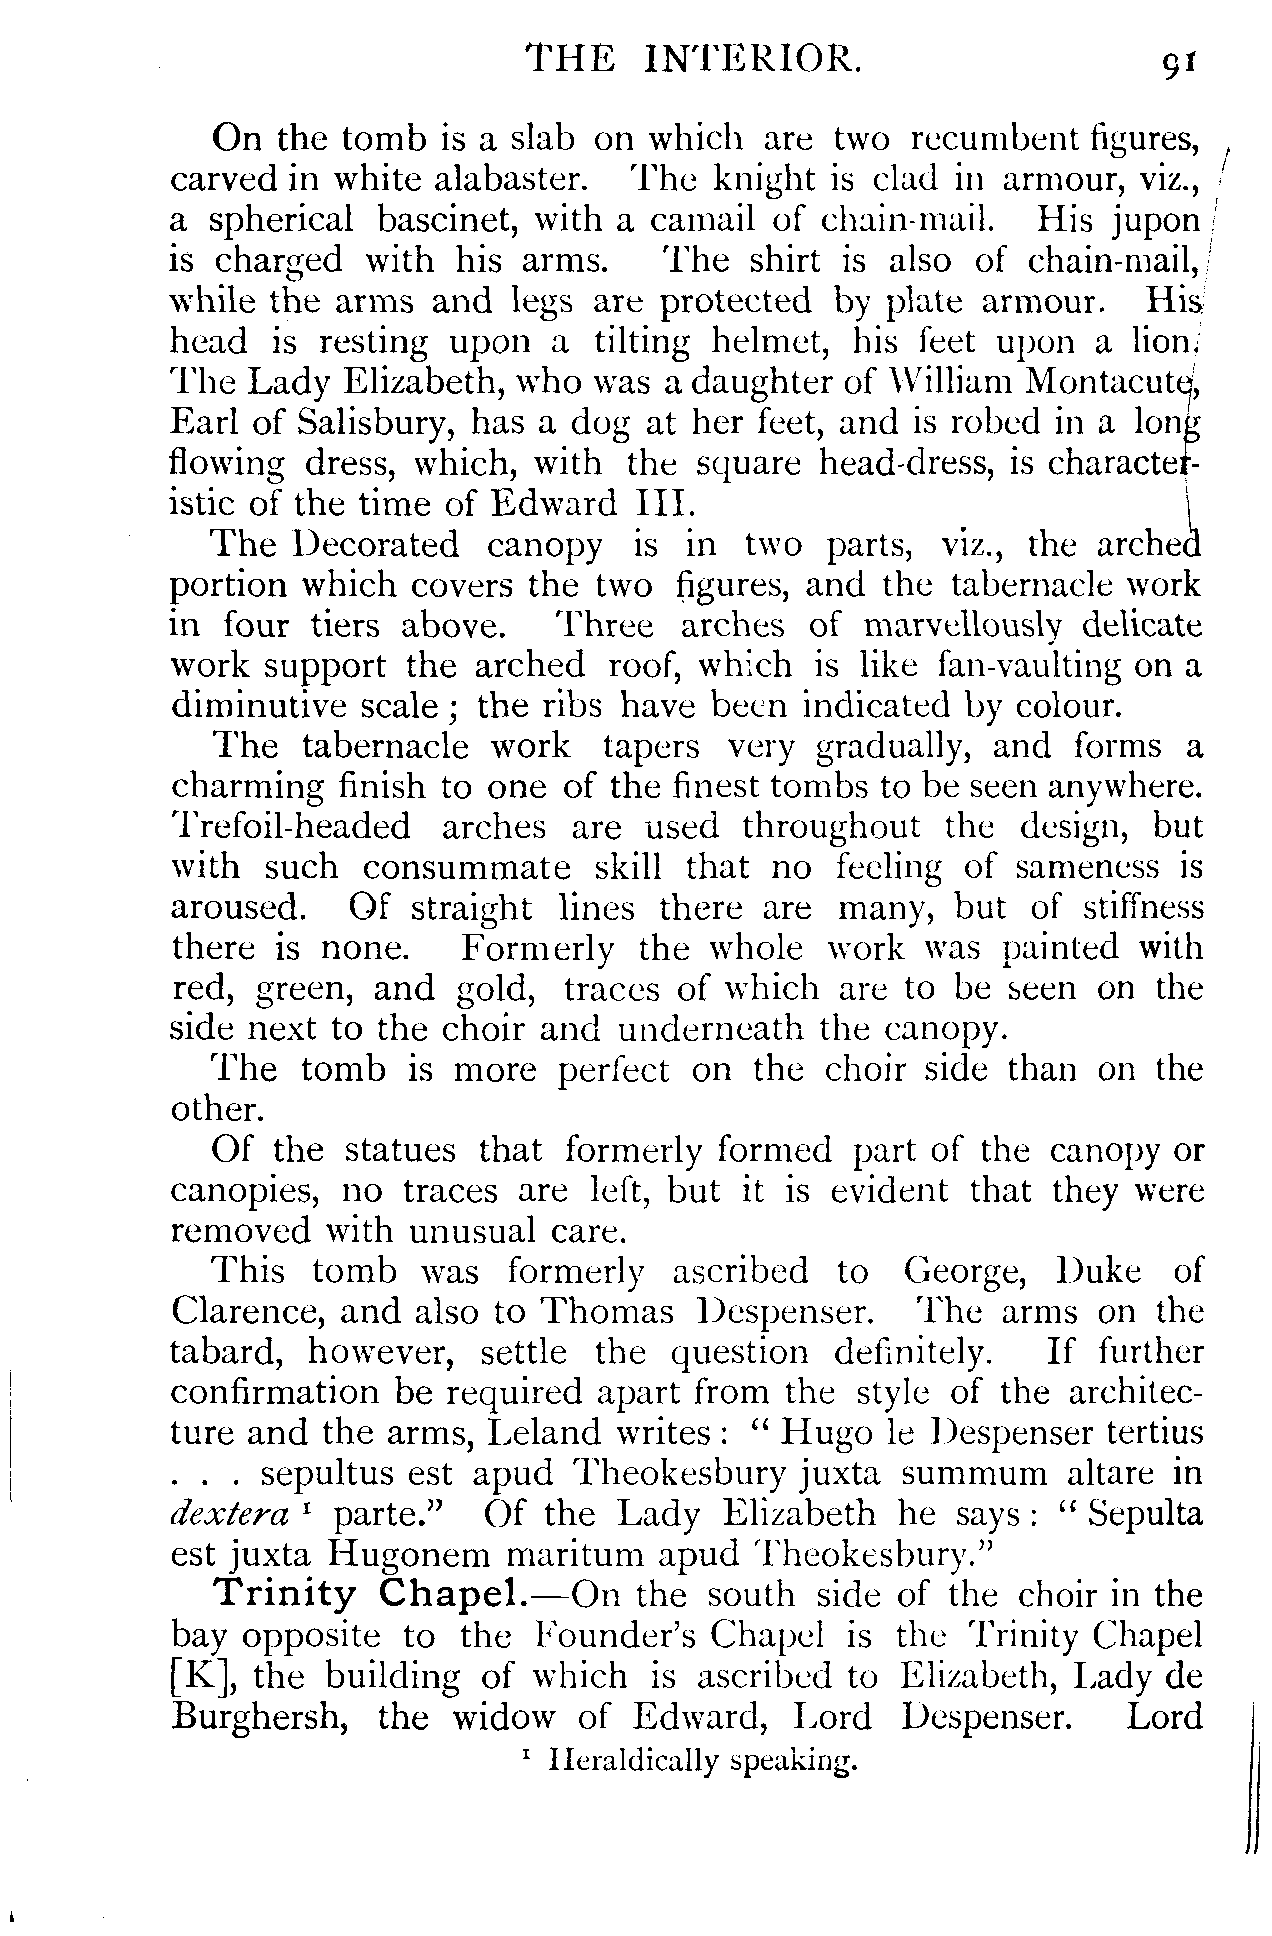 THE INTERIOR. 91
On the tomb is a slab on which are two recumbent figures,
carved in white alabaster. The knight is clad in armour, viz.,
a spherical bascinet, with a camail of chain-mail. His jupon
is charged with his arms. The shirt is also of chain-mail,
while the arms and legs are protected by plate armour. His
head is resting upon a tilting helmet, his feet upon a lion.
The Lady Elizabeth, who was a daughter of William Montacute,
Earl of Salisbury, has a dog at her feet, and is robed in a long
flowing dress, which, with the square head-dress, is character-
istic of the time of Edward III.
The Decorated canopy is in two parts, viz., the arched
portion which covers the two figures, and the tabernacle work
in four tiers above. Three arches of marvellously delicate
work support the arched roof, which is like fan-vaulting on a
diminutive scale ; the ribs have been indicated by colour.
The tabernacle work tapers very gradually, and forms a
charming finish to one of the finest tombs to be seen anywhere.
Trefoil-headed arches are used throughout the design, but
with such consummate skill that no feeling of sameness is
aroused. Of straight lines there are many, but of stiffness
there is none. Formerly the whole work was painted with
red, green, and gold, traces of which are to be seen on the
side next to the choir and underneath the canopy.
The tomb is more perfect on the choir side than on the
other.
Of the statues that formerly formed part of the canopy or
canopies, no traces are left, but it is evident that they were
removed with unusual care.
This tomb was formerly ascribed to George, Duke of
Clarence, and also to Thomas Despenser. The arms on the
tabard, however, settle the question definitely. If further
confirmation be required apart from the style of the architec-
ture and the arms, Leland writes : “ Hugo le Despenser tertius
. . . sepultus est apud Theokesbury juxta summum altare in
dextera ¹ parte.” Of the Lady Elizabeth he says : “ Sepulta
est juxta Hugonem maritum apud Theokesbury.”
Trinity Chapel.—On the south side of the choir in the
bay opposite to the Founder's Chapel is the Trinity Chapel
[K], the building of which is ascribed to Elizabeth, Lady de
Burghersh, the widow of Edward, Lord Despenser. Lord
¹ Heraldically speaking.